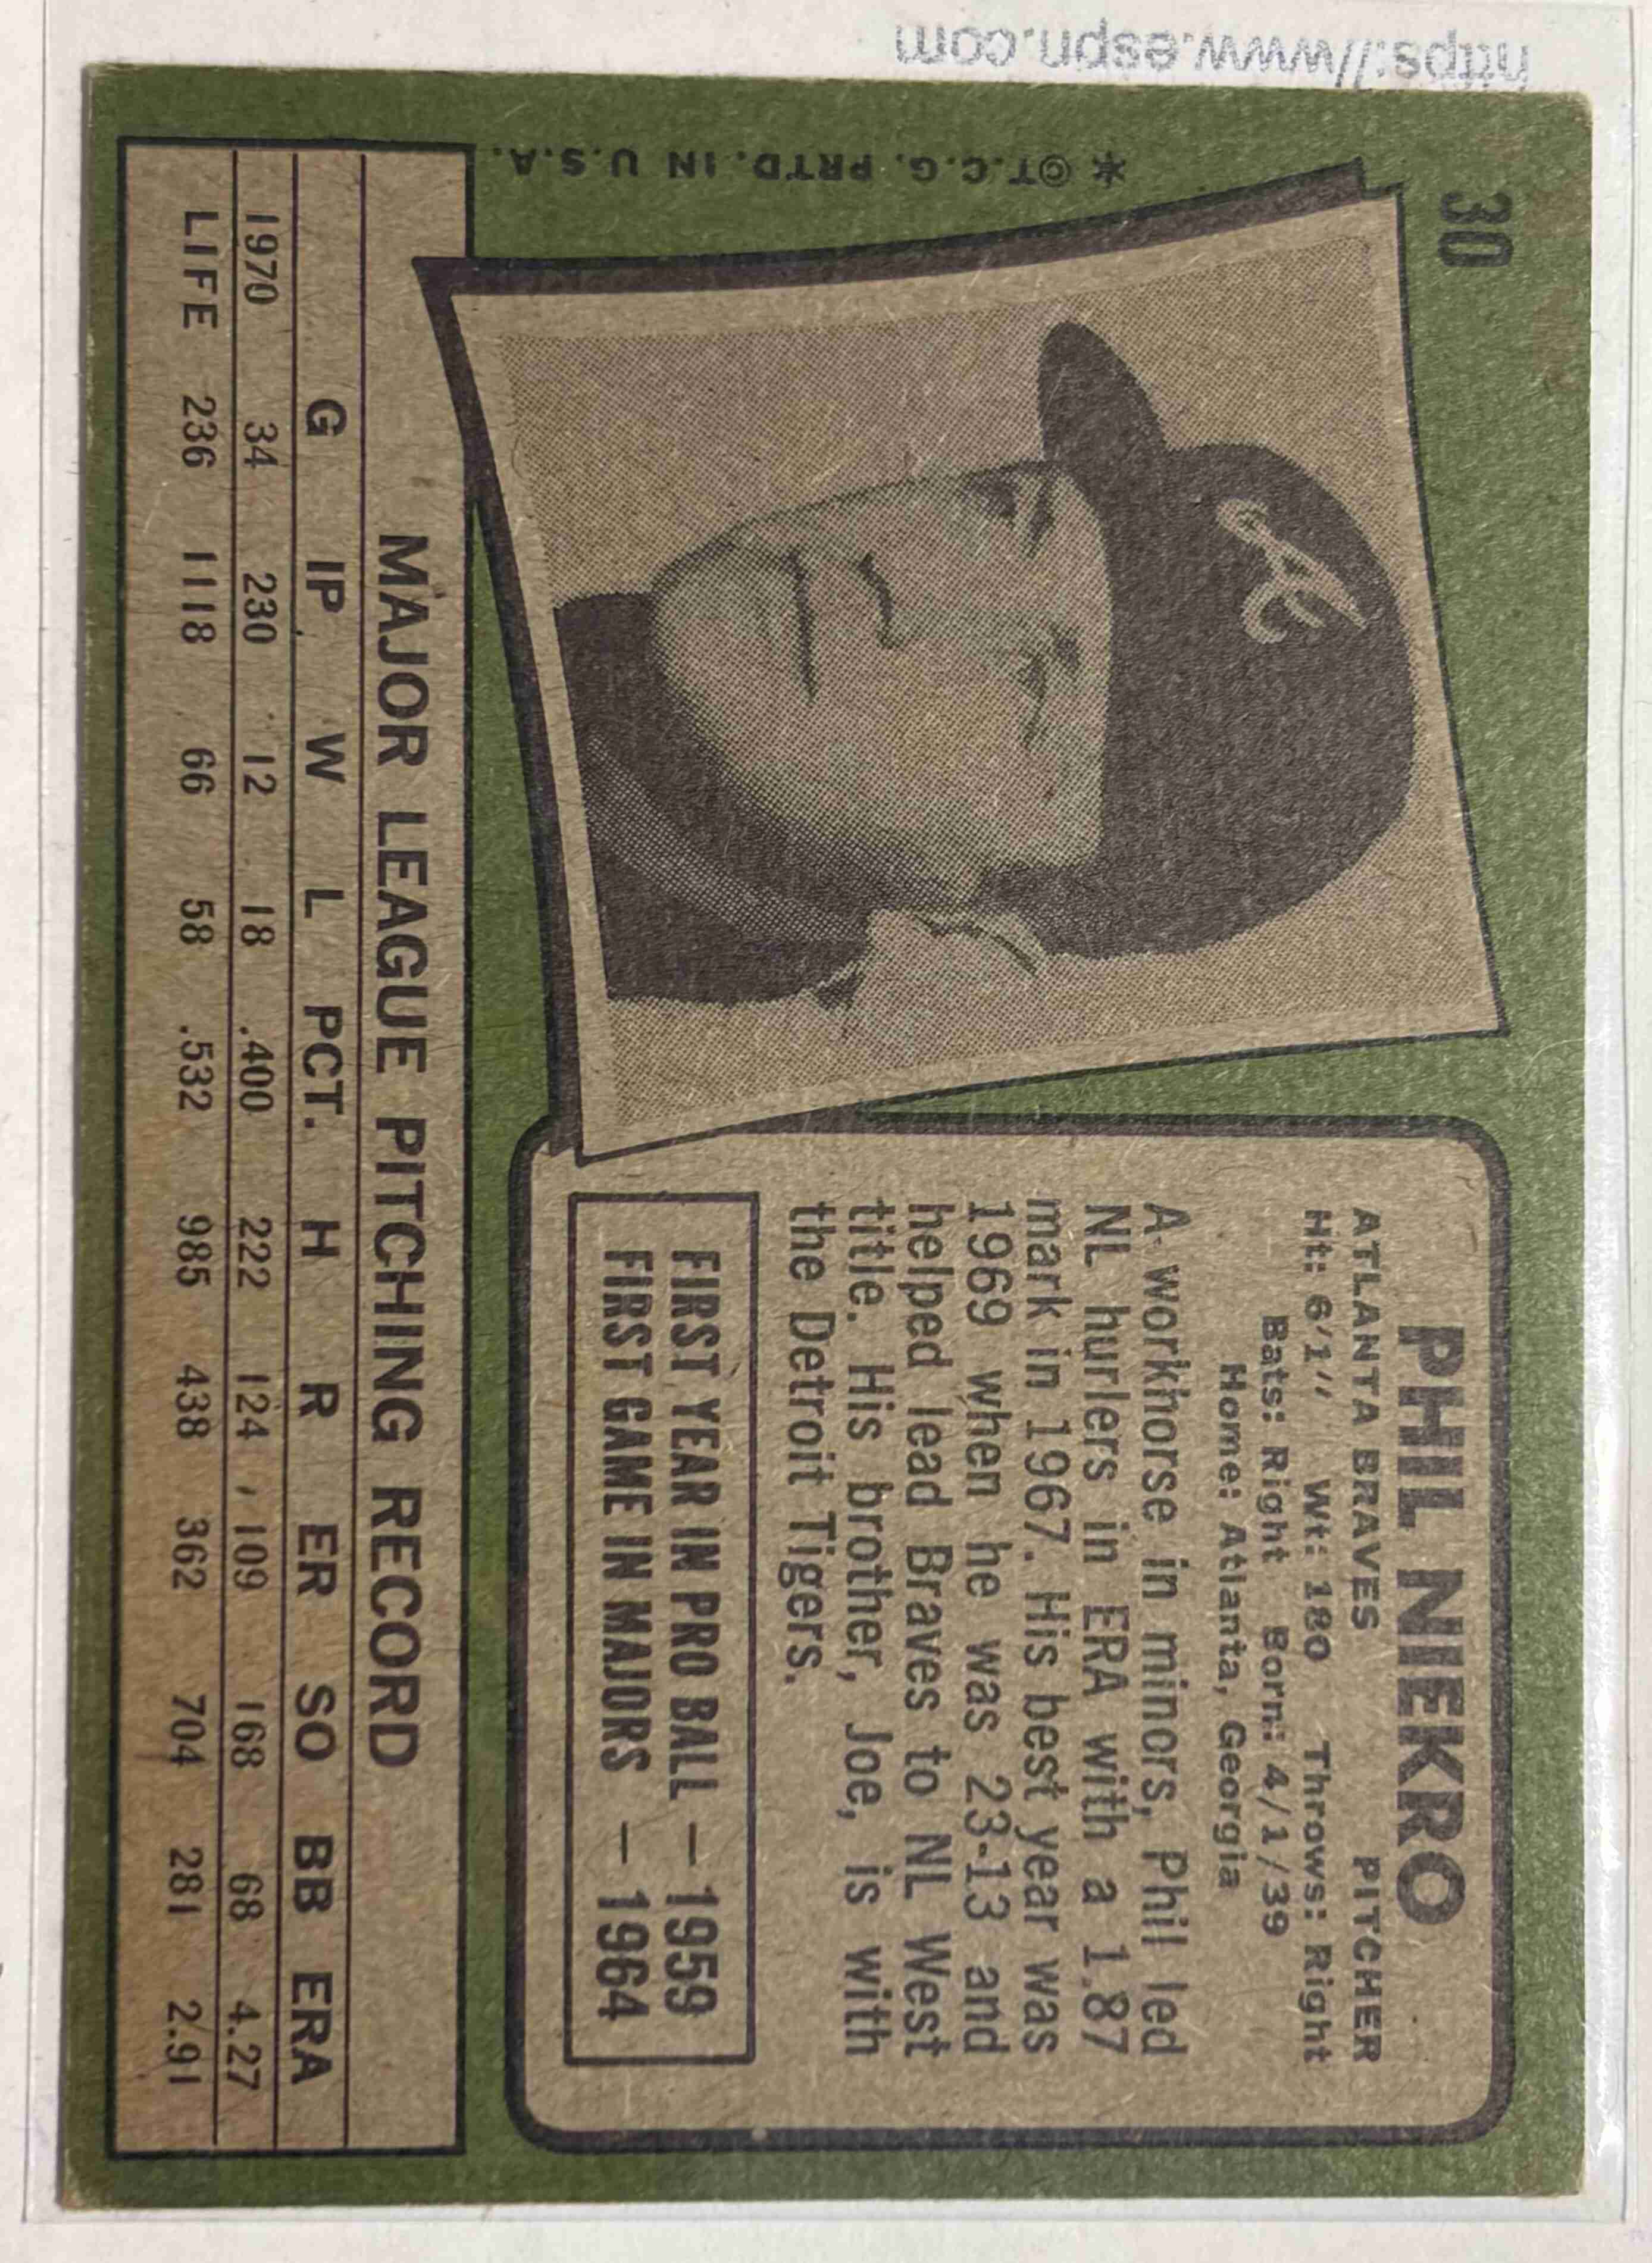 https://www.espn.com
30
* ©T.C.G. PRTD. IN U.S.A.
A
PHIL NIEKRO
ATLANTA BRAVES PITCHER
Ht: 6'1" Wt: 180 Throws: Right
Bats: Right Born: 4/1/39
Home: Atlanta, Georgia
A workhorse in minors, Phil led
NL hurlers in ERA with a 1.87
mark in 1967. His best year was
1969 when he was 23-13 and
helped lead Braves to NL West
title. His brother, Joe, is with
the Detroit Tigers.
FIRST YEAR IN PRO BALL — 1959
FIRST GAME IN MAJORS — 1964
MAJOR LEAGUE PITCHING RECORD
G IP W L PCT. H R ER SO BB ERA
1970 34 230 12 18 .400 222 124 109 168 68 4.27
LIFE 236 1118 66 58 .532 985 438 362 704 281 2.91